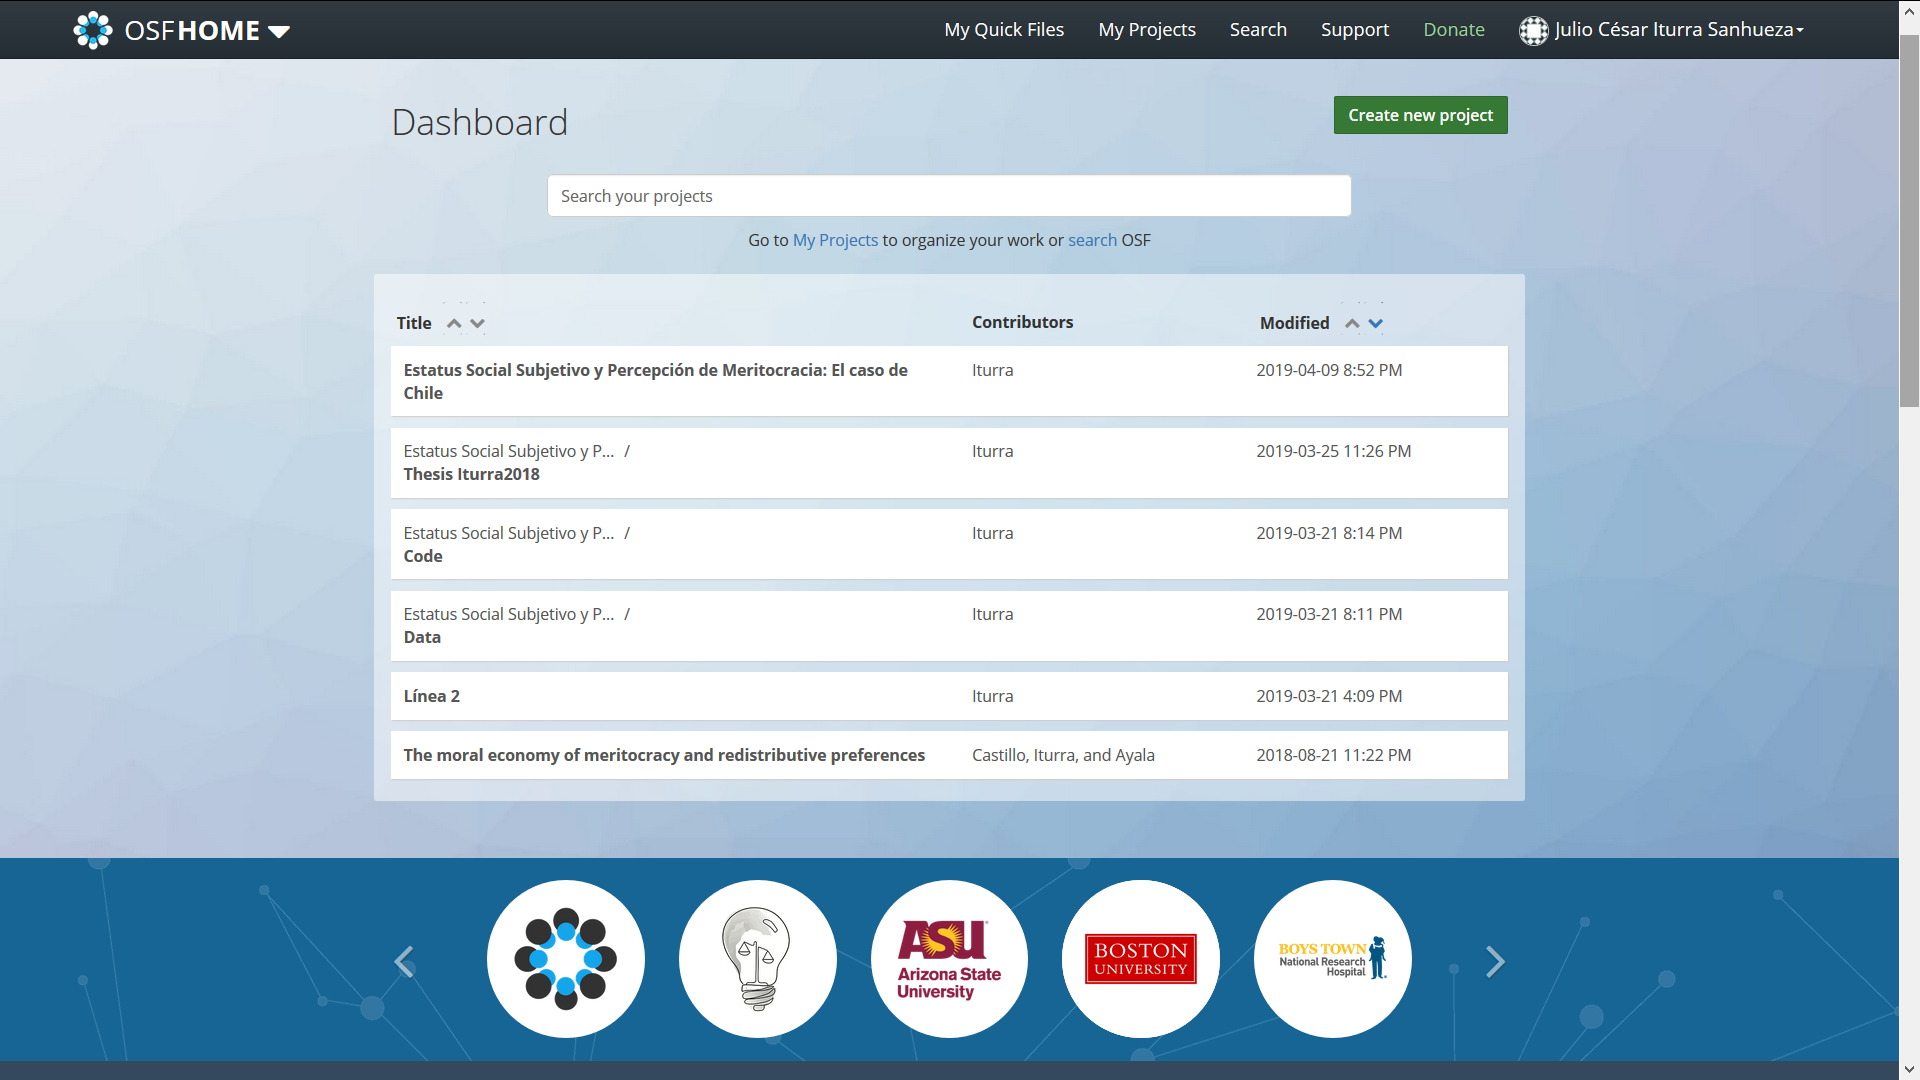 OSFHOME
My Quick Files
My Projects
Search
Support
Donate
Julio César Iturra Sanhueza
Dashboard
Create new project
Search your projects
Go to My Projects to organize your work or search OSF
Title
Contributors
Modified
Estatus Social Subjetivo y Percepción de Meritocracia: El caso de
Chile
Iturra
2019-04-09 8:52 PM
Estatus Social Subjetivo y P... /
Thesis Iturra2018
Iturra
2019-03-25 11:26 PM
Estatus Social Subjetivo y P... /
Code
Iturra
2019-03-21 8:14 PM
Estatus Social Subjetivo y P... /
Data
Iturra
2019-03-21 8:11 PM
Línea 2
Iturra
2019-03-21 4:09 PM
The moral economy of meritocracy and redistributive preferences
Castillo, Iturra, and Ayala
2018-08-21 11:22 PM
ASU
Arizona State
University
BOSTON
UNIVERSITY
BOYS TOWN
National Research
Hospital